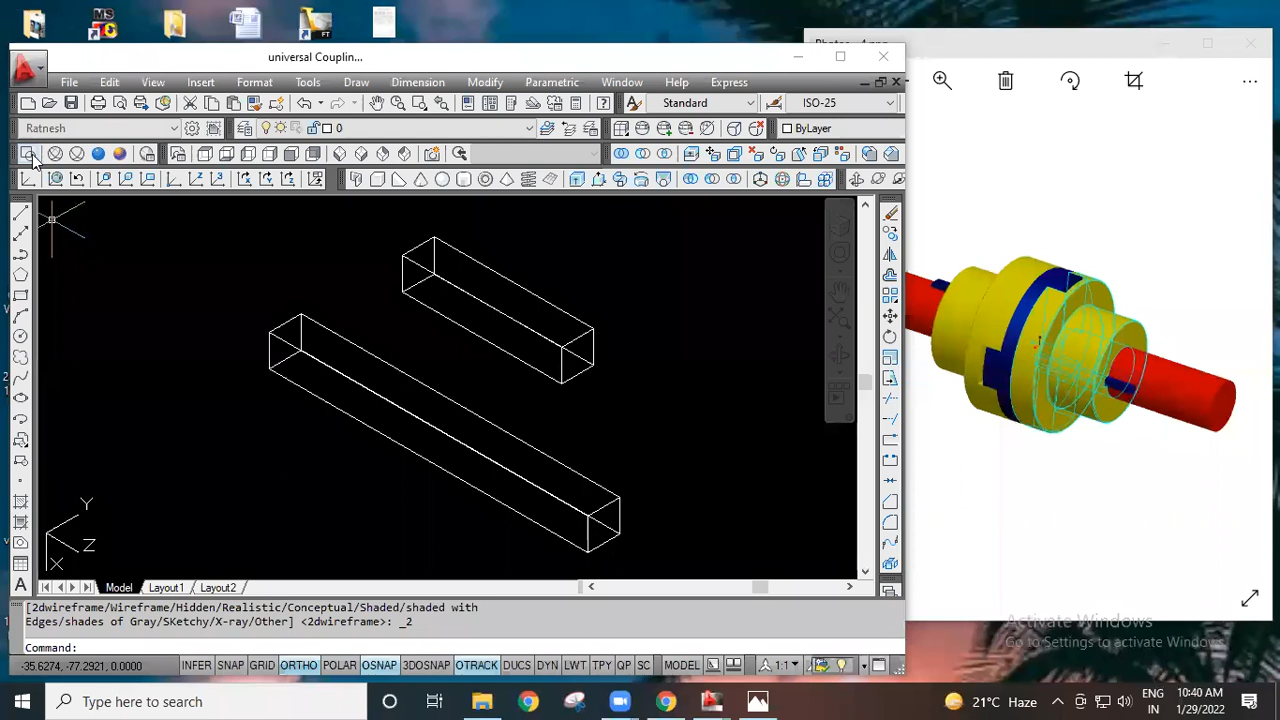 universal Couplin...
Photos - 4.png
File Edit View Insert Format Tools Draw Dimension Modify Parametric Window Help Express
Standard ISO-25
Ratnesh 0 ByLayer
Y
Z
X
Model Layout1 Layout2
[2dwireframe/Wireframe/Hidden/Realistic/Conceptual/Shaded/shaded with
Edges/shades of Gray/SKetchy/X-ray/Other] <2dwireframe>: _2
Command:
-35.6274, -77.2921, 0.0000 INFER SNAP GRID ORTHO POLAR OSNAP 3DOSNAP OTRACK DUCS DYN LWT TPY QP SC MODEL 1:1
Activate Windows
Go to Settings to activate Windows.
Type here to search
21°C Haze
ENG
IN
10:40 AM
1/29/2022